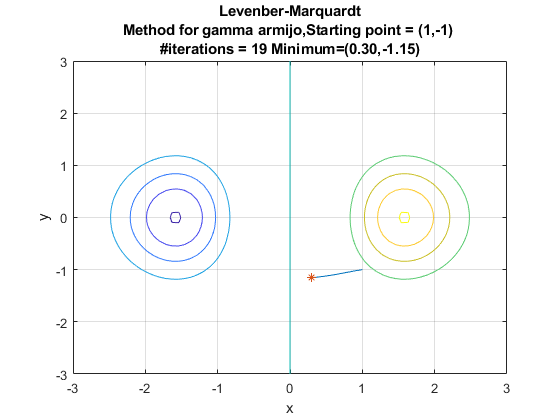 Levenber-Marquardt
Method for gamma armijo,Starting point = (1,-1)
#iterations = 19 Minimum=(0.30,-1.15)
3
2
1
0
-1
-2
-3
y
-3
-2
-1
0
1
2
3
x